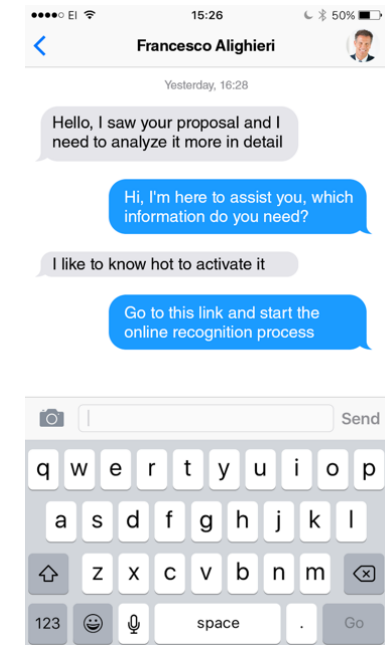 EI 15:26 50%
Francesco Alighieri
Yesterday, 16:28
Hello, I saw your proposal and I
need to analyze it more in detail
Hi, I'm here to assist you, which
information do you need?
I like to know hot to activate it
Go to this link and start the
online recognition process
Send
q w e r t y u i o p
a s d f g h j k l
z x c v b n m
123 space . Go